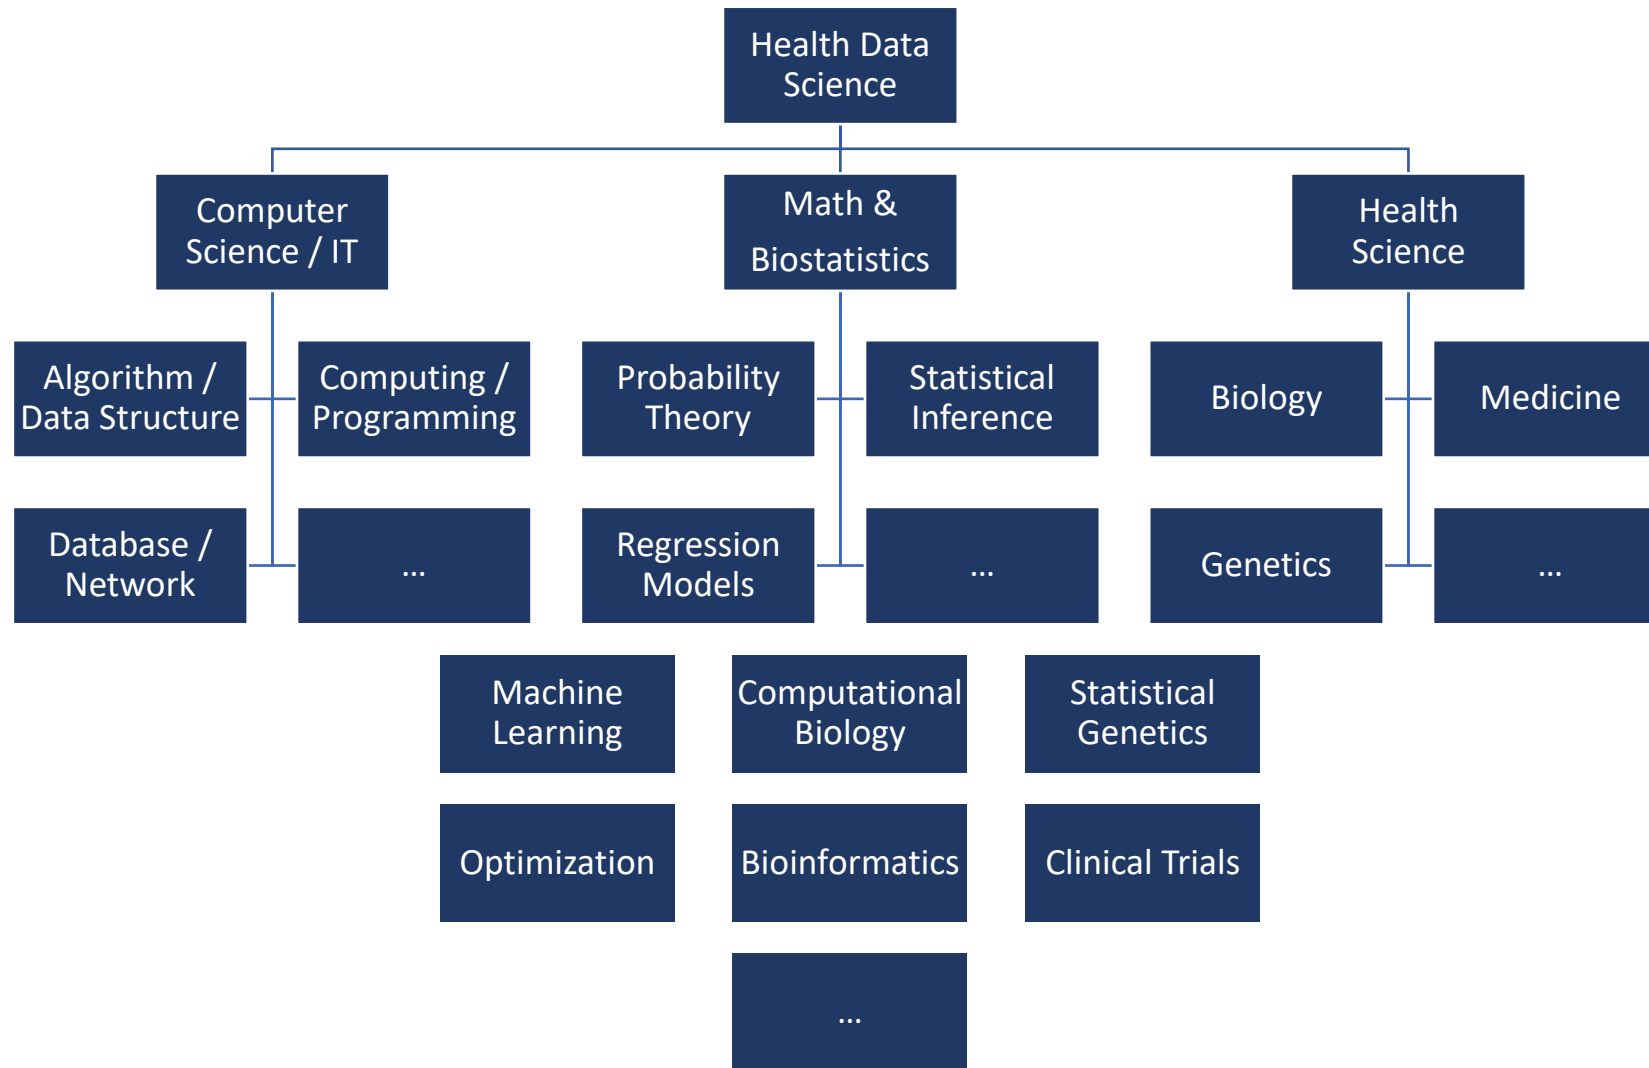 Health Data
Science
Computer
Science / IT
Math &
Biostatistics
Health
Science
Algorithm /
Data Structure
Computing /
Programming
Probability
Theory
Statistical
Inference
Biology
Medicine
Database /
Network
...
Regression
Models
...
Genetics
...
Machine
Learning
Computational
Biology
Statistical
Genetics
Optimization
Bioinformatics
Clinical Trials
...